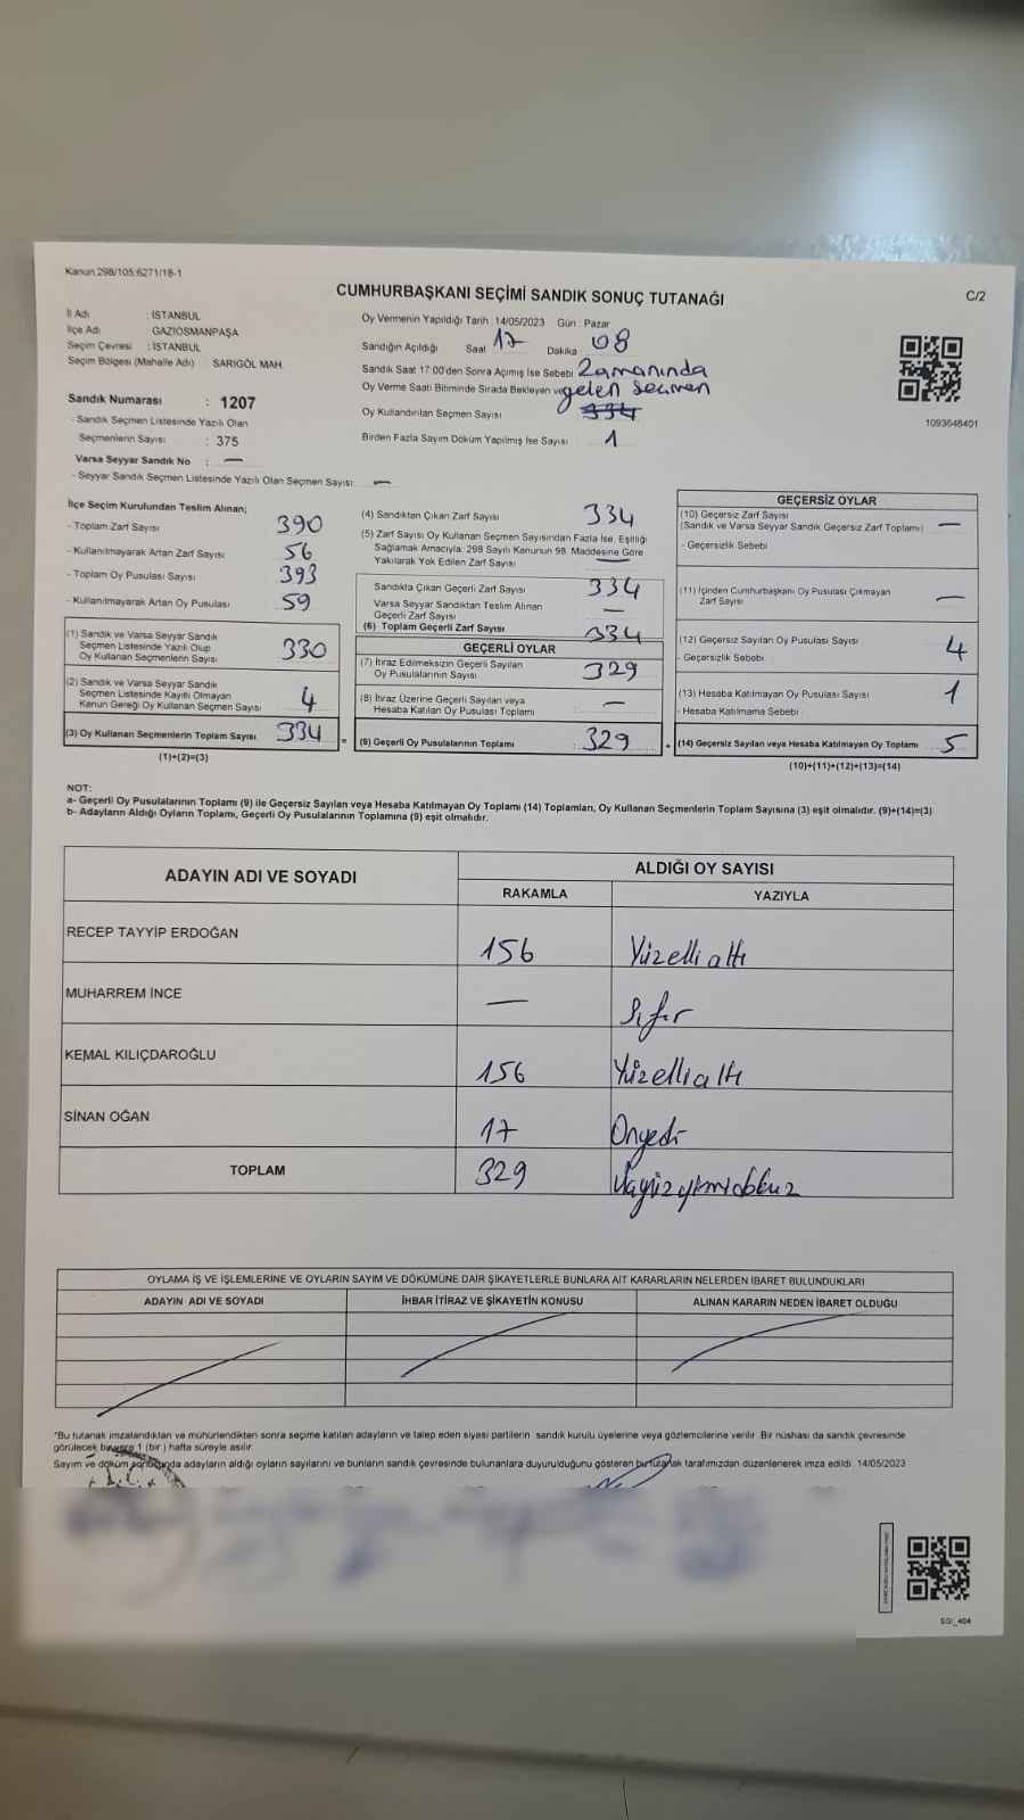 Kanun 298/105:6271/18-1
CUMHURBAŞKANI SEÇİMİ SANDIK SONUÇ TUTANAĞI
C/2
İl Adı : İSTANBUL
İlçe Adı : GAZİOSMANPAŞA
Seçim Çevresi : İSTANBUL
Seçim Bölgesi (Mahalle Adı) SARIGÖL MAH.
Sandık Numarası : 1207
- Sandık Seçmen Listesinde Yazılı Olan
Seçmenlerin Sayısı : 375
Varsa Seyyar Sandık No : —
- Seyyar Sandık Seçmen Listesinde Yazılı Olan Seçmen Sayısı: —
Oy Vermenin Yapıldığı Tarih : 14/05/2023 Gün : Pazar
Sandığın Açıldığı Saat 17 Dakika 08
Sandık Saat 17:00'den Sonra Açımış İse Sebebi Zamanında
Oy Verme Saati Bitiminde Sırada Bekleyen ve gelen seçmen
Oy Kullandırılan Seçmen Sayısı 334
Birden Fazla Sayım Döküm Yapılmış İse Sayısı 1
1093648401
İlçe Seçim Kurulundan Teslim Alınan;
- Toplam Zarf Sayısı 390
- Kullanılmayarak Artan Zarf Sayısı 56
- Toplam Oy Pusulası Sayısı 393
- Kullanılmayarak Artan Oy Pusulası 59
(1) Sandık ve Varsa Seyyar Sandık
Seçmen Listesinde Yazılı Olup
Oy Kullanan Seçmenlerin Sayısı 330
(2) Sandık ve Varsa Seyyar Sandık
Seçmen Listesinde Kayıtlı Olmayan
Kanun Gereği Oy Kullanan Seçmen Sayısı 4
(3) Oy Kullanan Seçmenlerin Toplam Sayısı 334
(1)+(2)=(3)
(4) Sandıktan Çıkan Zarf Sayısı 334
(5) Zarf Sayısı Oy Kullanan Seçmen Sayısından Fazla İse, Eşitliği
Sağlamak Amacıyla; 298 Sayılı Kanunun 98. Maddesine Göre
Yakılarak Yok Edilen Zarf Sayısı —
Sandıkta Çıkan Geçerli Zarf Sayısı 334
Varsa Seyyar Sandıktan Teslim Alınan
Geçerli Zarf Sayısı —
(6) Toplam Geçerli Zarf Sayısı 334
GEÇERLİ OYLAR
(7) İtiraz Edilmeksizin Geçerli Sayılan
Oy Pusulalarının Sayısı 329
(8) İtiraz Üzerine Geçerli Sayılan veya
Hesaba Katılan Oy Pusulası Toplamı —
= (9) Geçerli Oy Pusulalarının Toplamı : 329
GEÇERSİZ OYLAR
(10) Geçersiz Zarf Sayısı
(Sandık ve Varsa Seyyar Sandık Geçersiz Zarf Toplamı) —
- Geçersizlik Sebebi
(11) İçinden Cumhurbaşkanı Oy Pusulası Çıkmayan
Zarf Sayısı —
(12) Geçersiz Sayılan Oy Pusulası Sayısı 4
- Geçersizlik Sebebi
(13) Hesaba Katılmayan Oy Pusulası Sayısı 1
- Hesaba Katılmama Sebebi
+ (14) Geçersiz Sayılan veya Hesaba Katılmayan Oy Toplamı 5
(10)+(11)+(12)+(13)=(14)
NOT:
a- Geçerli Oy Pusulalarının Toplamı (9) ile Geçersiz Sayılan veya Hesaba Katılmayan Oy Toplamı (14) Toplamları, Oy Kullanan Seçmenlerin Toplam Sayısına (3) eşit olmalıdır. (9)+(14)=(3)
b- Adayların Aldığı Oyların Toplamı, Geçerli Oy Pusulalarının Toplamına (9) eşit olmalıdır.
ADAYIN ADI VE SOYADI
ALDIĞI OY SAYISI
RAKAMLA YAZIYLA
RECEP TAYYİP ERDOĞAN 156 Yüzelli altı
MUHARREM İNCE — Sıfır
KEMAL KILIÇDAROĞLU 156 Yüzelli altı
SİNAN OĞAN 17 Onyedi
TOPLAM 329 üçyüzyirmidokuz
OYLAMA İŞ VE İŞLEMLERİNE VE OYLARIN SAYIM VE DÖKÜMÜNE DAİR ŞİKAYETLERLE BUNLARA AİT KARARLARIN NELERDEN İBARET BULUNDUKLARI
ADAYIN ADI VE SOYADI İHBAR İTİRAZ VE ŞİKAYETİN KONUSU ALINAN KARARIN NEDEN İBARET OLDUĞU
*Bu tutanak imzalandıktan ve mühürlendikten sonra seçime katılan adayların ve talep eden siyasi partilerin sandık kurulu üyelerine veya gözlemcilerine verilir. Bir nüshası da sandık çevresinde
görülecek bir yere 1 (bir) hafta süreyle asılır.
Sayım ve döküm sonucunda adayların aldığı oyların sayılarını ve bunların sandık çevresinde bulunanlara duyurulduğunu gösteren bu tutanak tarafımızdan düzenlenerek imza edildi. 14/05/2023
SGİ_404